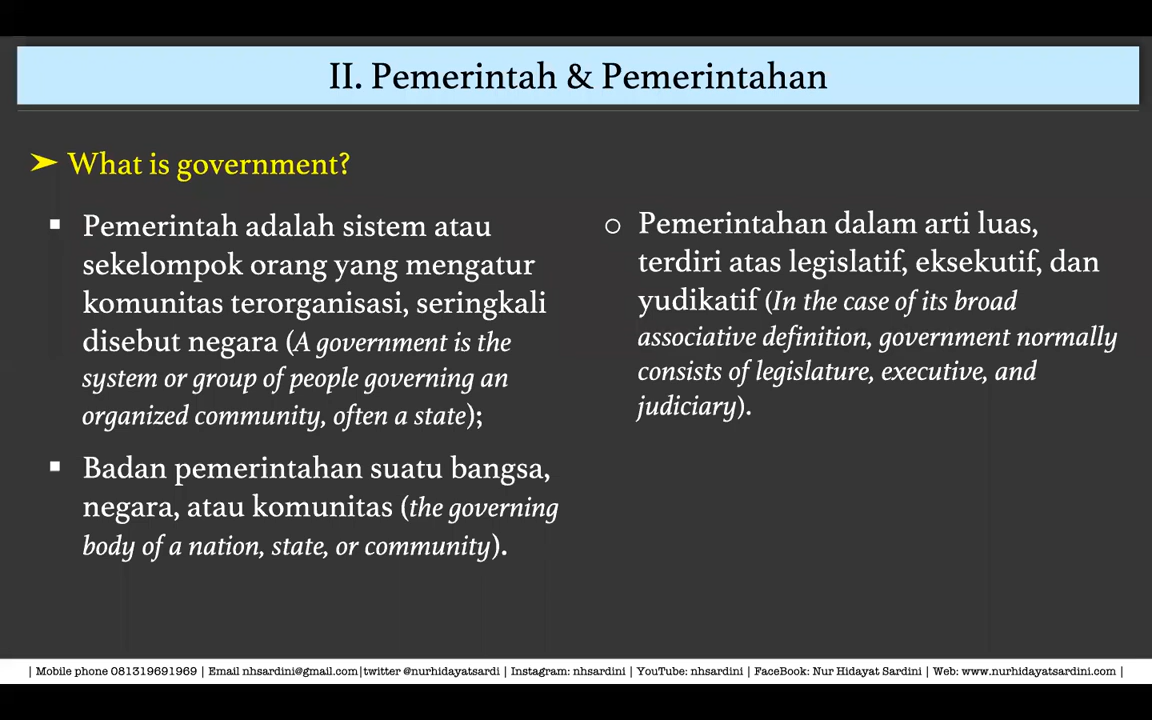 II. Pemerintah & Pemerintahan
➤ What is government?
▪ Pemerintah adalah sistem atau
sekelompok orang yang mengatur
komunitas terorganisasi, seringkali
disebut negara (A government is the
system or group of people governing an
organized community, often a state);
▪ Badan pemerintahan suatu bangsa,
negara, atau komunitas (the governing
body of a nation, state, or community).
○ Pemerintahan dalam arti luas,
terdiri atas legislatif, eksekutif, dan
yudikatif (In the case of its broad
associative definition, government normally
consists of legislature, executive, and
judiciary).
| Mobile phone 081319691969 | Email nhsardini@gmail.com|twitter @nurhidayatsardi | Instagram: nhsardini | YouTube: nhsardini | FaceBook: Nur Hidayat Sardini | Web: www.nurhidayatsardini.com |